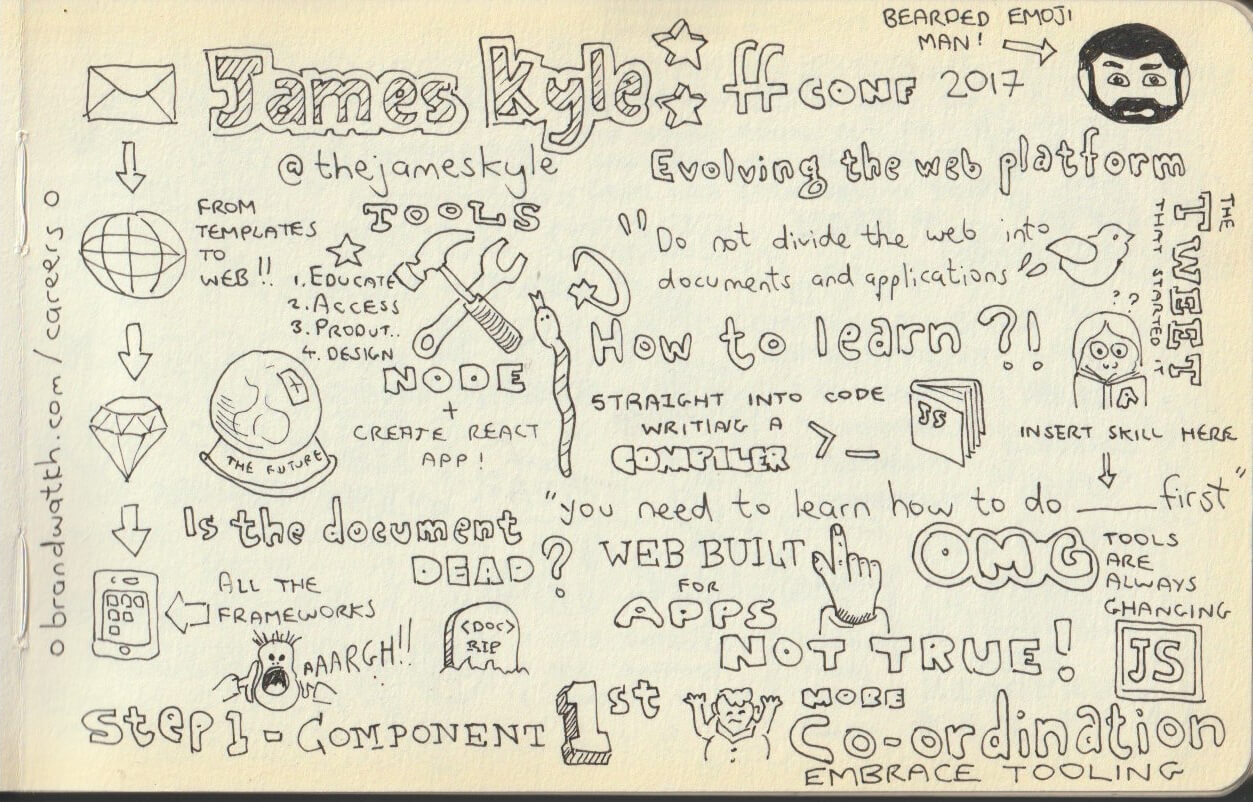 BEARDED EMOJI
MAN!
James Kyle
ffCONF 2017
@thejameskyle
Evolving the web platform
FROM
TEMPLATES
TO
WEB!!
TOOLS
1. EDUCATE
2. ACCESS
3. PRODUT..
4. DESIGN
"Do not divide the web into
documents and applications"
THE
TWEET
THAT STARTED IT
How to learn?!
??
A
NODE
+
CREATE REACT
APP!
STRAIGHT INTO CODE
WRITING A
COMPILER
>_
JS
INSERT SKILL HERE
THE FUTURE
"you need to learn how to do ____ first"
Is the document
DEAD?
WEB BUILT
FOR
APPS
NOT TRUE!
OMG
TOOLS
ARE
ALWAYS
CHANGING
JS
ALL THE
FRAMEWORKS
AAARGH!!
<DOC>
RIP
Step 1 - COMPONENT 1st
MORE
Co-ordination
EMBRACE TOOLING
o brandwatch.com/careers o